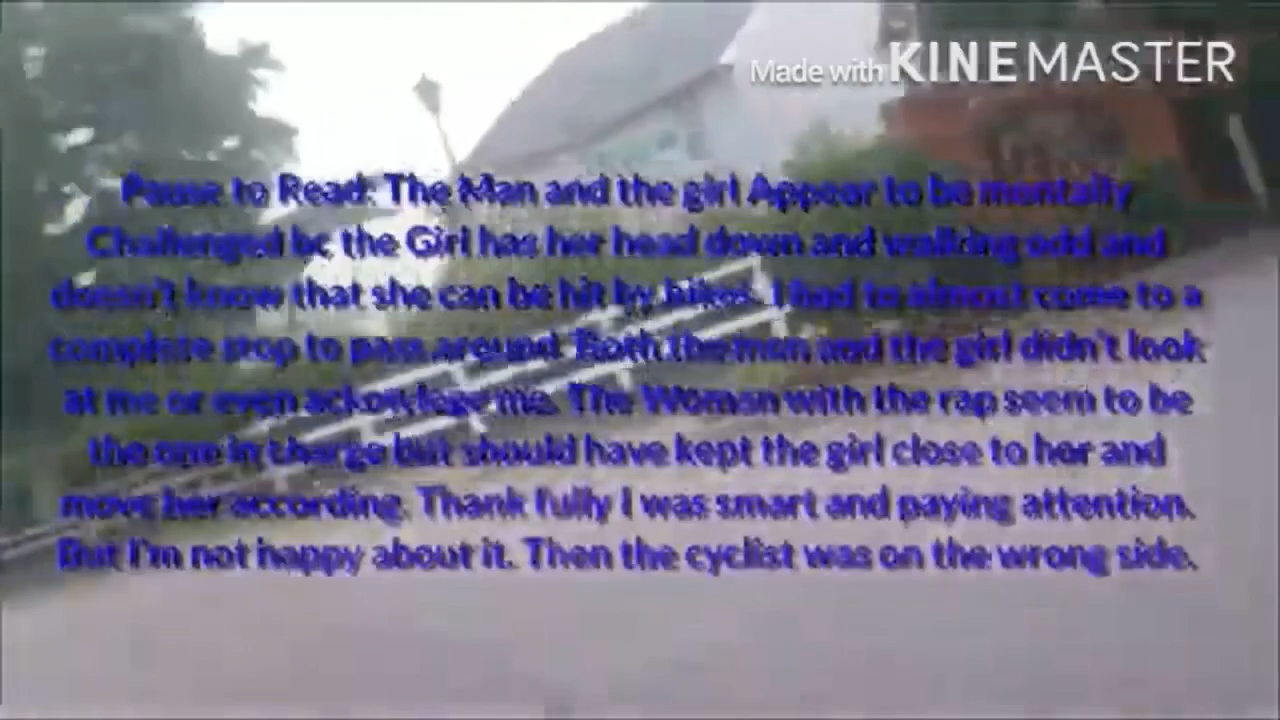 Made with KINEMASTER
Pause to Read: The Man and the girl Appear to be mentally
Challenged bc the Girl has her head down and walking odd and
doesn't know that she can be hit by bikes. I had to almost come to a
complete stop to pass around. Both the man and the girl didn't look
at me or even acknowlege me. The Woman with the rap seem to be
the one in charge but should have kept the girl close to her and
move her according. Thank fully I was smart and paying attention.
But I'm not happy about it. Then the cyclist was on the wrong side.